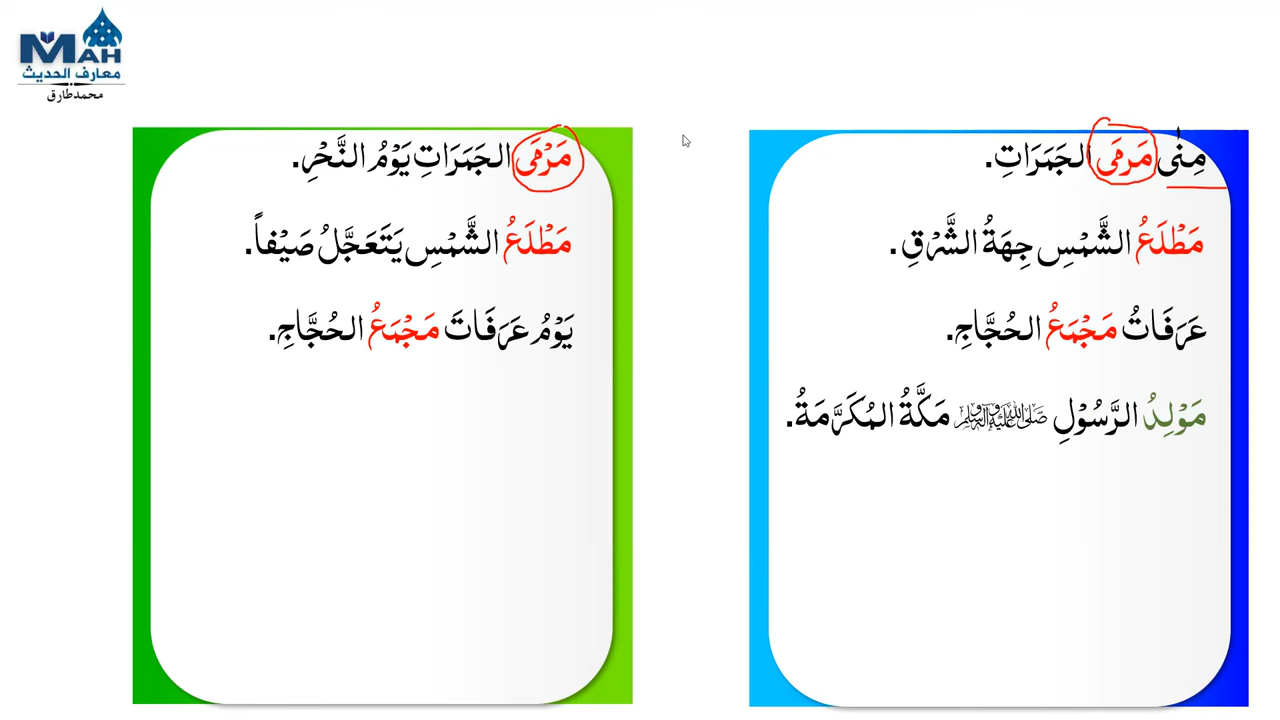 MAH
معارف الحديث
محمد طارق
مِنٰى مَرمَى الجَمَرَاتِ.
مَطْلَعُ الشَّمْسِ جِهَةُ الشَّرْقِ.
عَرَفَاتُ مَجْمَعُ الحُجَّاجِ.
مَوْلِدُ الرَّسُوْلِ ﷺ مَكَّةُ المُكَرَّمَةُ.
مَرْمَى الجَمَرَاتِ يَوْمُ النَّحْرِ.
مَطْلَعُ الشَّمْسِ يَتَعَجَّلُ صَيْفاً.
يَوْمُ عَرَفَاتَ مَجْمَعُ الحُجَّاجِ.